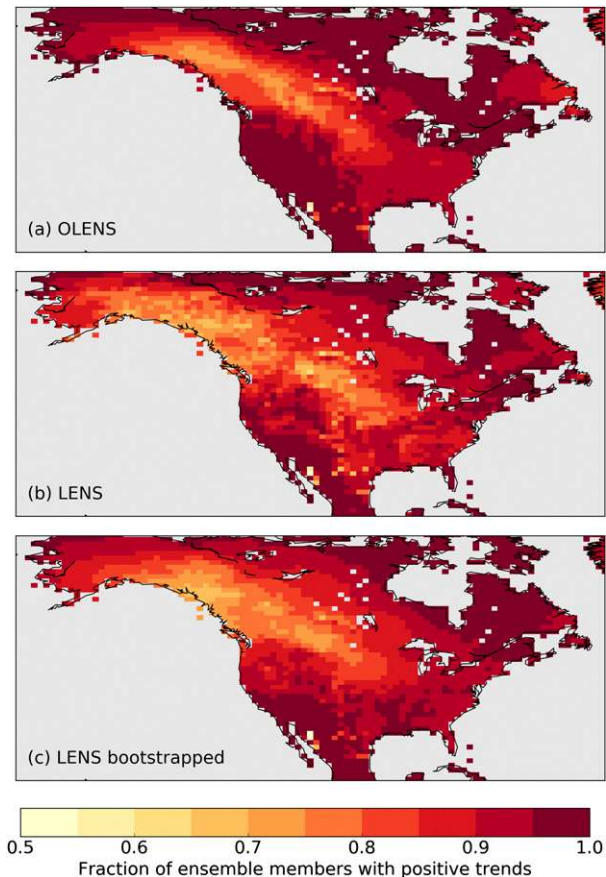 (a) OLENS
(b) LENS
(c) LENS bootstrapped
0.5 0.6 0.7 0.8 0.9 1.0
Fraction of ensemble members with positive trends